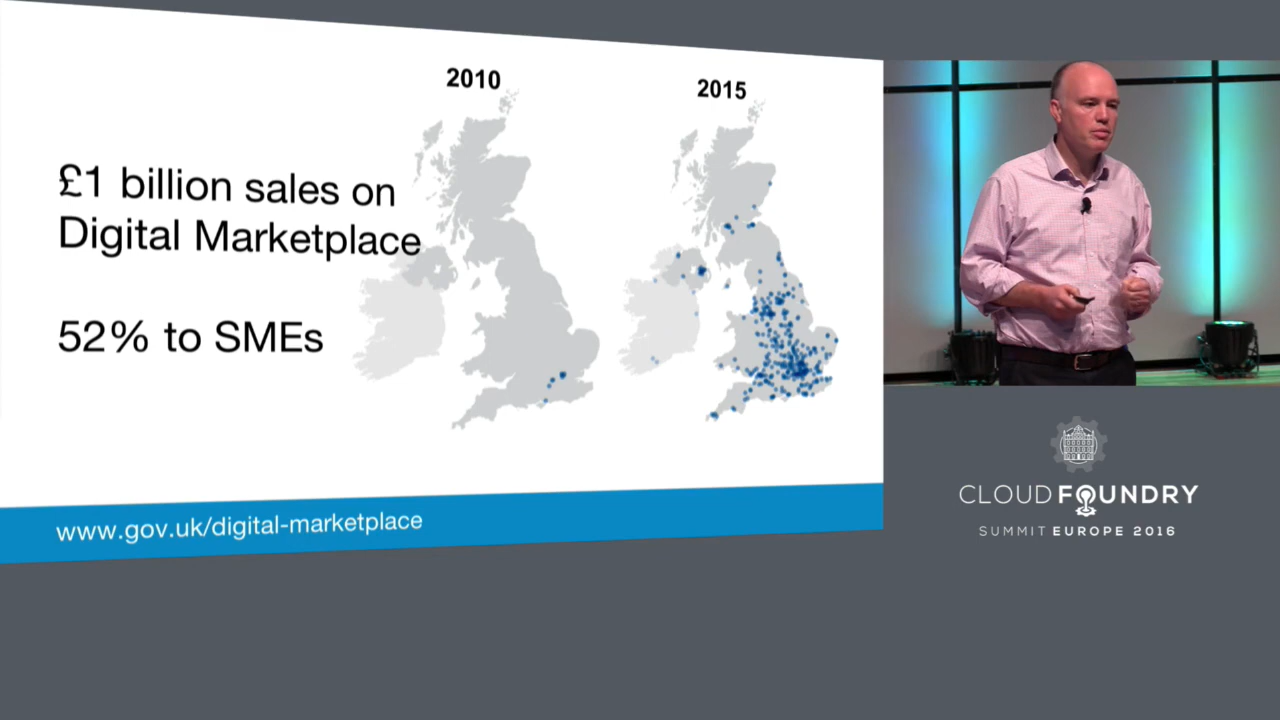 2010
2015
£1 billion sales on
Digital Marketplace
52% to SMEs
www.gov.uk/digital-marketplace
CLOUD FOUNDRY
SUMMIT EUROPE 2016